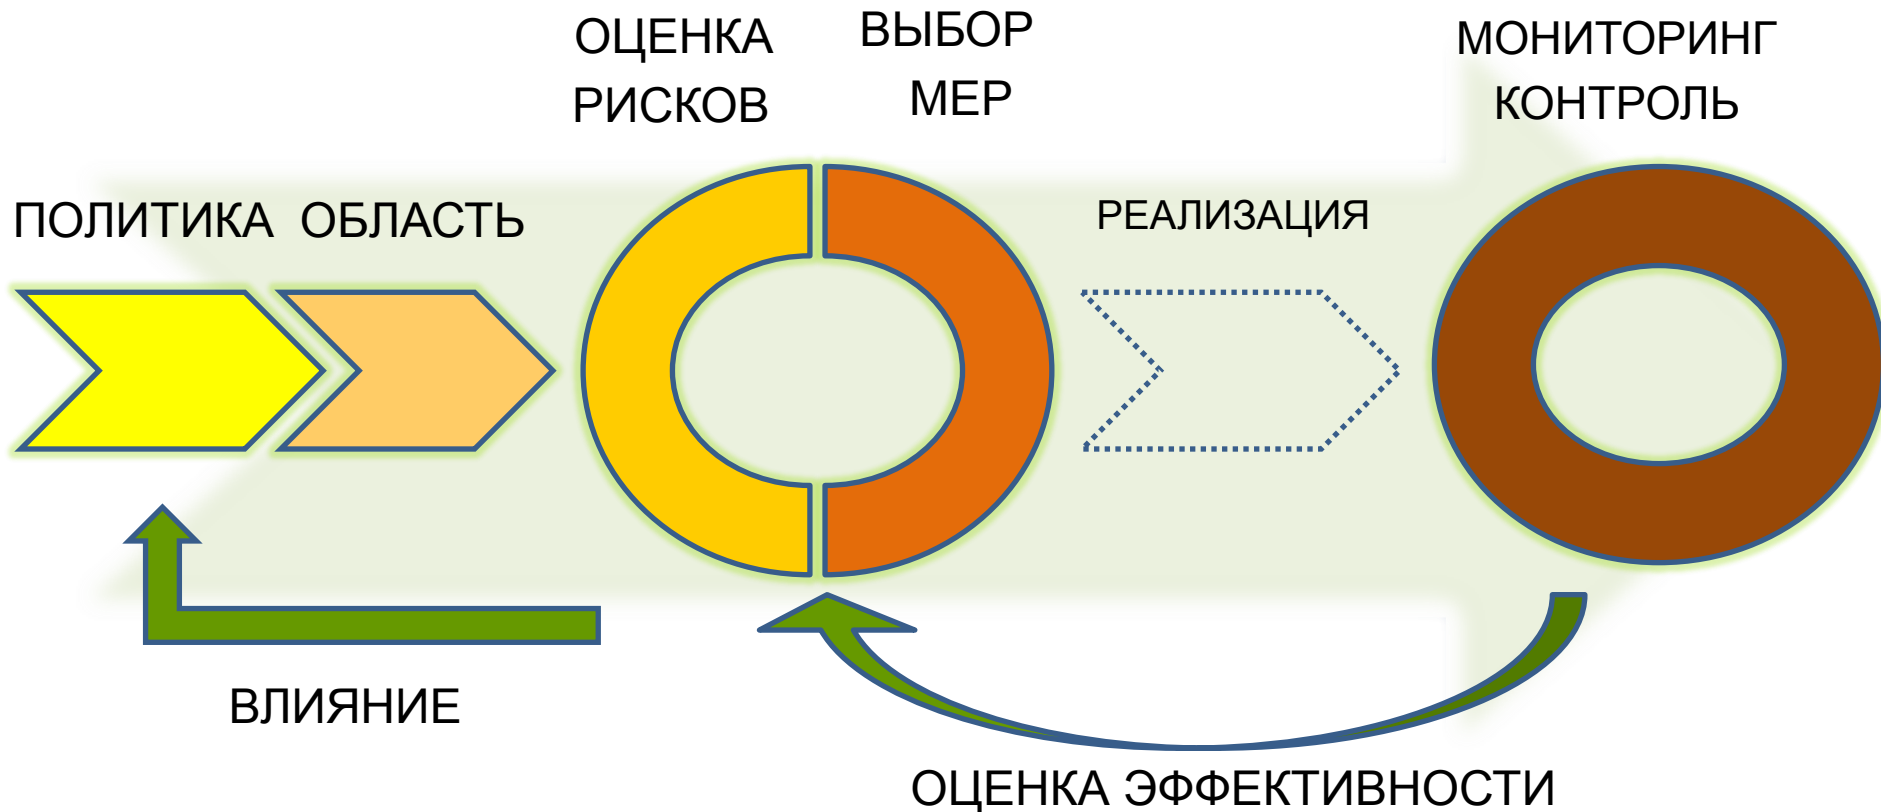 ОЦЕНКА
РИСКОВ
ВЫБОР
МЕР
МОНИТОРИНГ
КОНТРОЛЬ
ПОЛИТИКА
ОБЛАСТЬ
РЕАЛИЗАЦИЯ
ВЛИЯНИЕ
ОЦЕНКА ЭФФЕКТИВНОСТИ